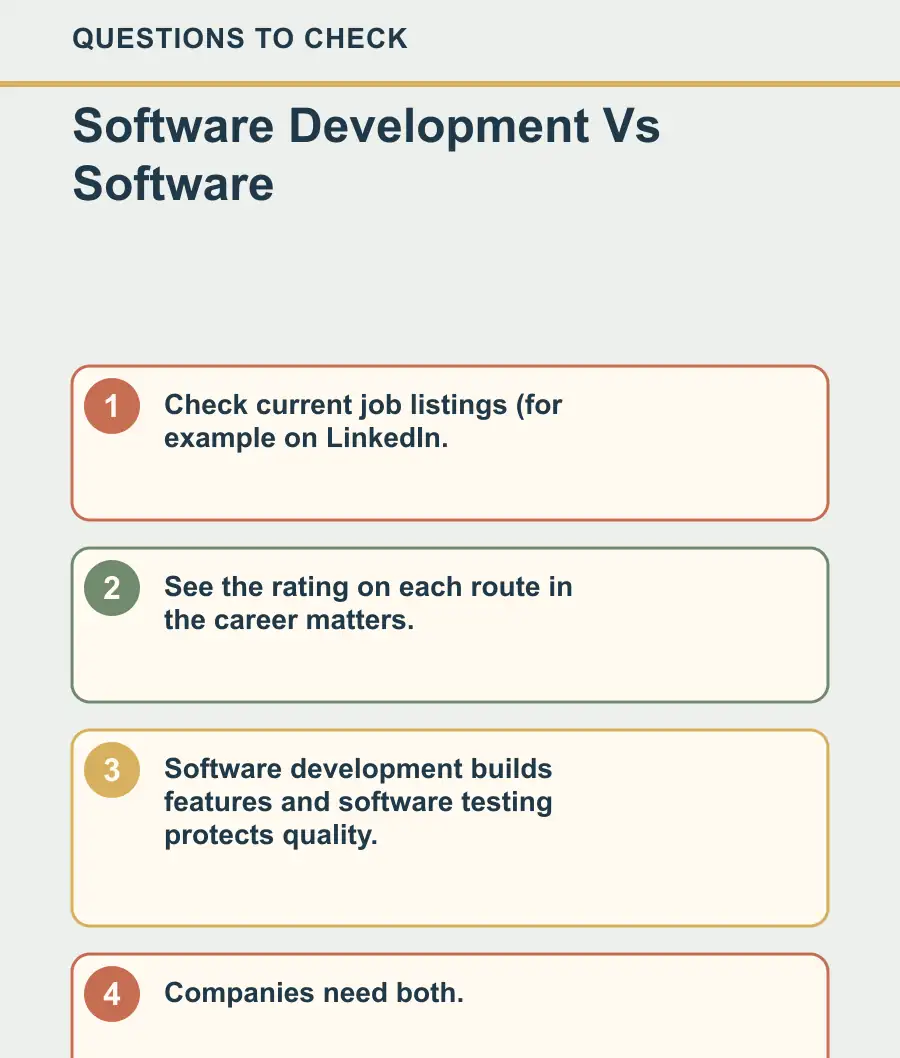 QUESTIONS TO CHECK
Software Development Vs
Software
1
Check current job listings (for
example on LinkedIn.
2
See the rating on each route in
the career matters.
3
Software development builds
features and software testing
protects quality.
4
Companies need both.